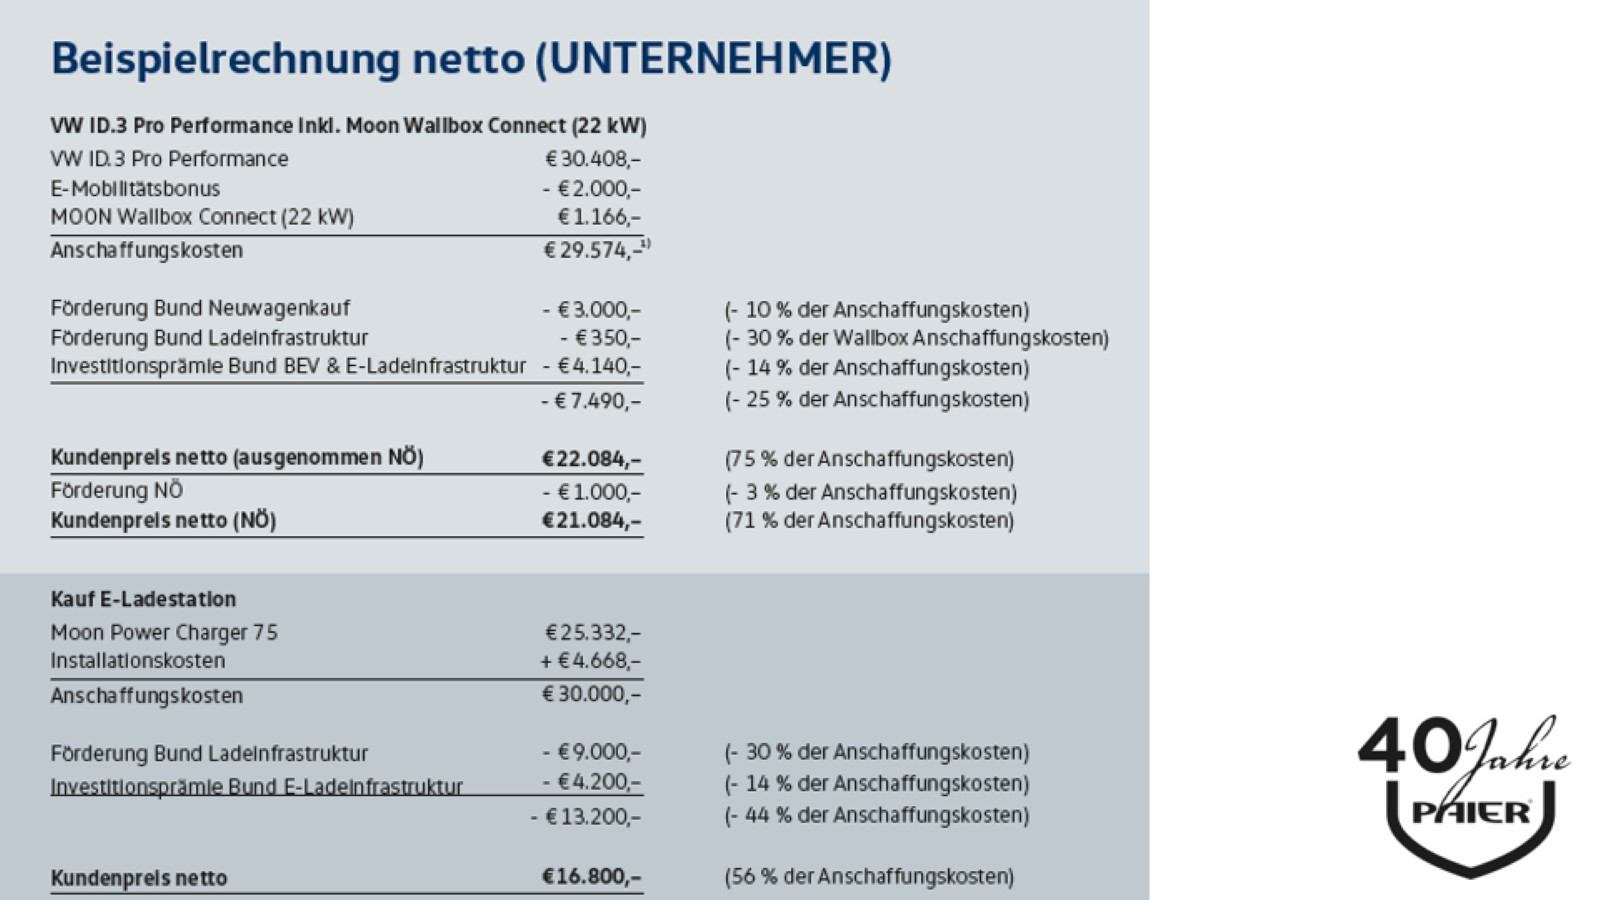 Beispielrechnung netto (UNTERNEHMER)
VW ID.3 Pro Performance inkl. Moon Wallbox Connect (22 kW)
VW ID.3 Pro Performance € 30.408,–
E-Mobilitätsbonus - € 2.000,–
MOON Wallbox Connect (22 kW) € 1.166,–
Anschaffungskosten € 29.574,–1)
Förderung Bund Neuwagenkauf - € 3.000,– (- 10 % der Anschaffungskosten)
Förderung Bund Ladeinfrastruktur - € 350,– (- 30 % der Wallbox Anschaffungskosten)
Investitionsprämie Bund BEV & E-Ladeinfrastruktur - € 4.140,– (- 14 % der Anschaffungskosten)
- € 7.490,– (- 25 % der Anschaffungskosten)
Kundenpreis netto (ausgenommen NÖ) €22.084,– (75 % der Anschaffungskosten)
Förderung NÖ - € 1.000,– (- 3 % der Anschaffungskosten)
Kundenpreis netto (NÖ) €21.084,– (71 % der Anschaffungskosten)
Kauf E-Ladestation
Moon Power Charger 75 € 25.332,–
Installationskosten + € 4.668,–
Anschaffungskosten € 30.000,–
Förderung Bund Ladeinfrastruktur - € 9.000,– (- 30 % der Anschaffungskosten)
Investitionsprämie Bund E-Ladeinfrastruktur - € 4.200,– (- 14 % der Anschaffungskosten)
- € 13.200,– (- 44 % der Anschaffungskosten)
Kundenpreis netto €16.800,– (56 % der Anschaffungskosten)
40 Jahre
PAIER